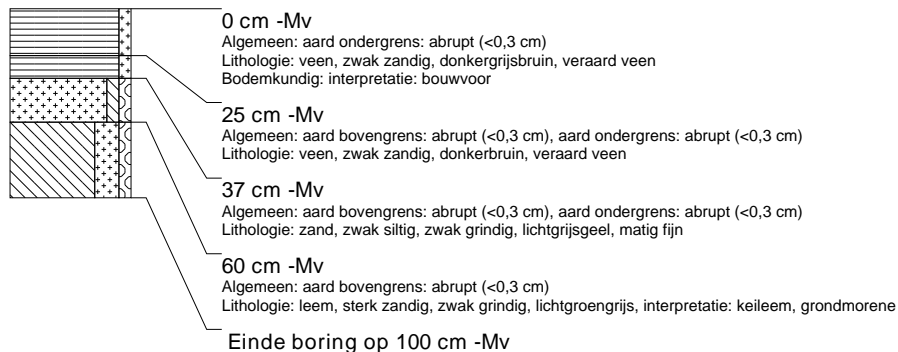 0 cm -Mv
Algemeen: aard ondergrens: abrupt (<0,3 cm)
Lithologie: veen, zwak zandig, donkergrijsbruin, veraard veen
Bodemkundig: interpretatie: bouwvoor
25 cm -Mv
Algemeen: aard bovengrens: abrupt (<0,3 cm), aard ondergrens: abrupt (<0,3 cm)
Lithologie: veen, zwak zandig, donkerbruin, veraard veen
37 cm -Mv
Algemeen: aard bovengrens: abrupt (<0,3 cm), aard ondergrens: abrupt (<0,3 cm)
Lithologie: zand, zwak siltig, zwak grindig, lichtgrijsgeel, matig fijn
60 cm -Mv
Algemeen: aard bovengrens: abrupt (<0,3 cm)
Lithologie: leem, sterk zandig, zwak grindig, lichtgroengrijs, interpretatie: keileem, grondmorene
Einde boring op 100 cm -Mv